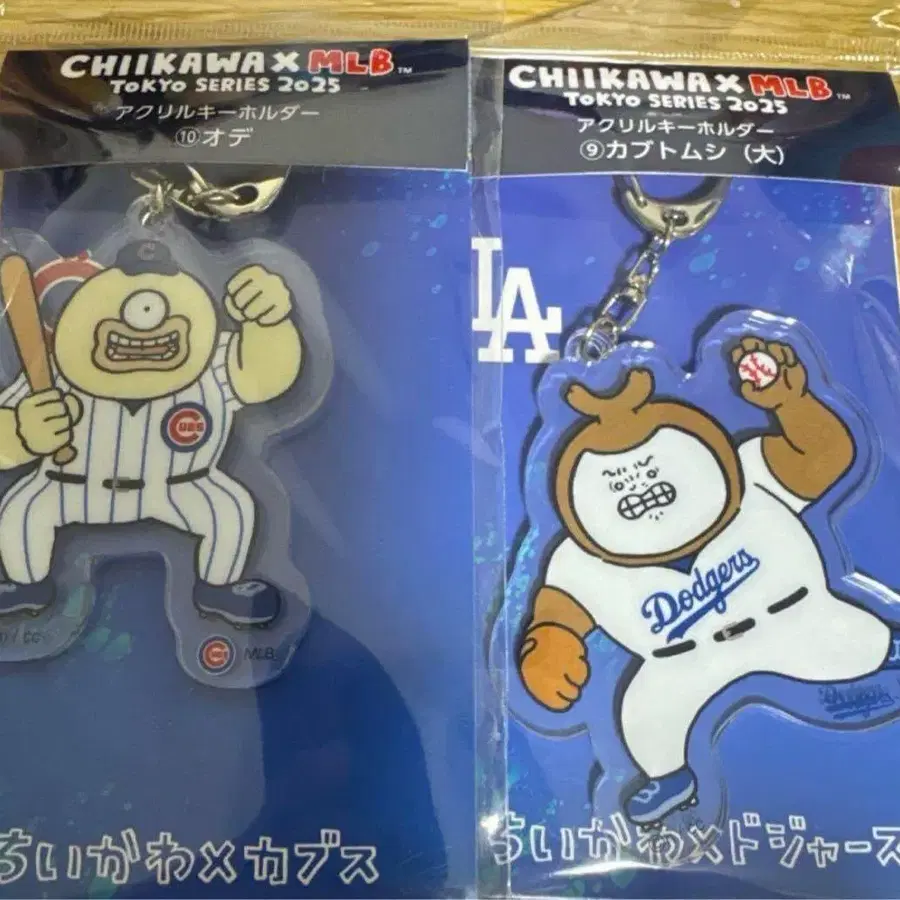 CHIIKAWA X MLB™
TOKYO SERIES 2025
アクリルキーホルダー
⑩オデ
C
CUBS
MLB
ちいかわ×カブス
CHIIKAWA X MLB™
TOKYO SERIES 2025
アクリルキーホルダー
⑨カブトムシ（大）
LA
Dodgers
Dodgers
ちいかわ×ドジャース